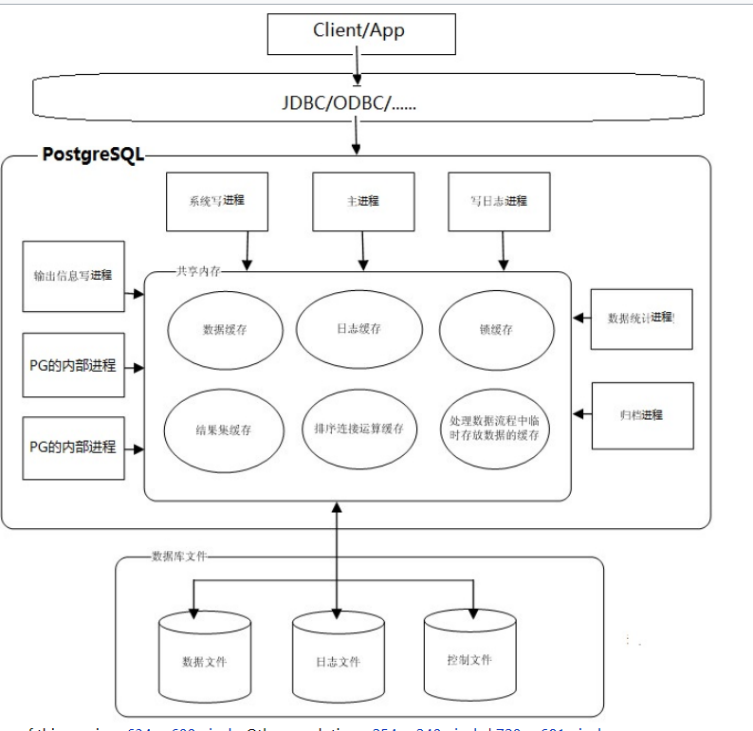 Client/App
JDBC/ODBC/......
PostgreSQL
系统写进程
主进程
写日志进程
输出信息写进程
共享内存
数据缓存
日志缓存
锁缓存
数据统计进程
PG的内部进程
结果集缓存
排序连接运算缓存
处理数据流程中临
时存放数据的缓存
归档进程
PG的内部进程
数据库文件
数据文件
日志文件
控制文件